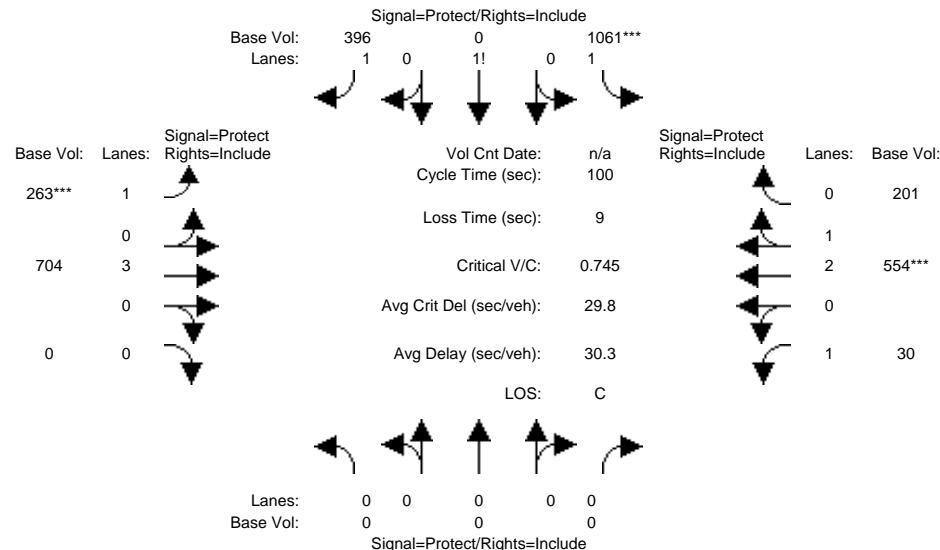 Signal=Protect/Rights=Include
Base Vol: 396 0 1061***
Lanes: 1 0 1! 0 1
Signal=Protect Signal=Protect
Base Vol: Lanes: Rights=Include Vol Cnt Date: n/a Rights=Include Lanes: Base Vol:
Cycle Time (sec): 100
263*** 1 0 201
Loss Time (sec): 9
0 1
704 3 Critical V/C: 0.745 2 554***
0 Avg Crit Del (sec/veh): 29.8 0
0 0 Avg Delay (sec/veh): 30.3 1 30
LOS: C
Lanes: 0 0 0 0 0
Base Vol: 0 0 0
Signal=Protect/Rights=Include